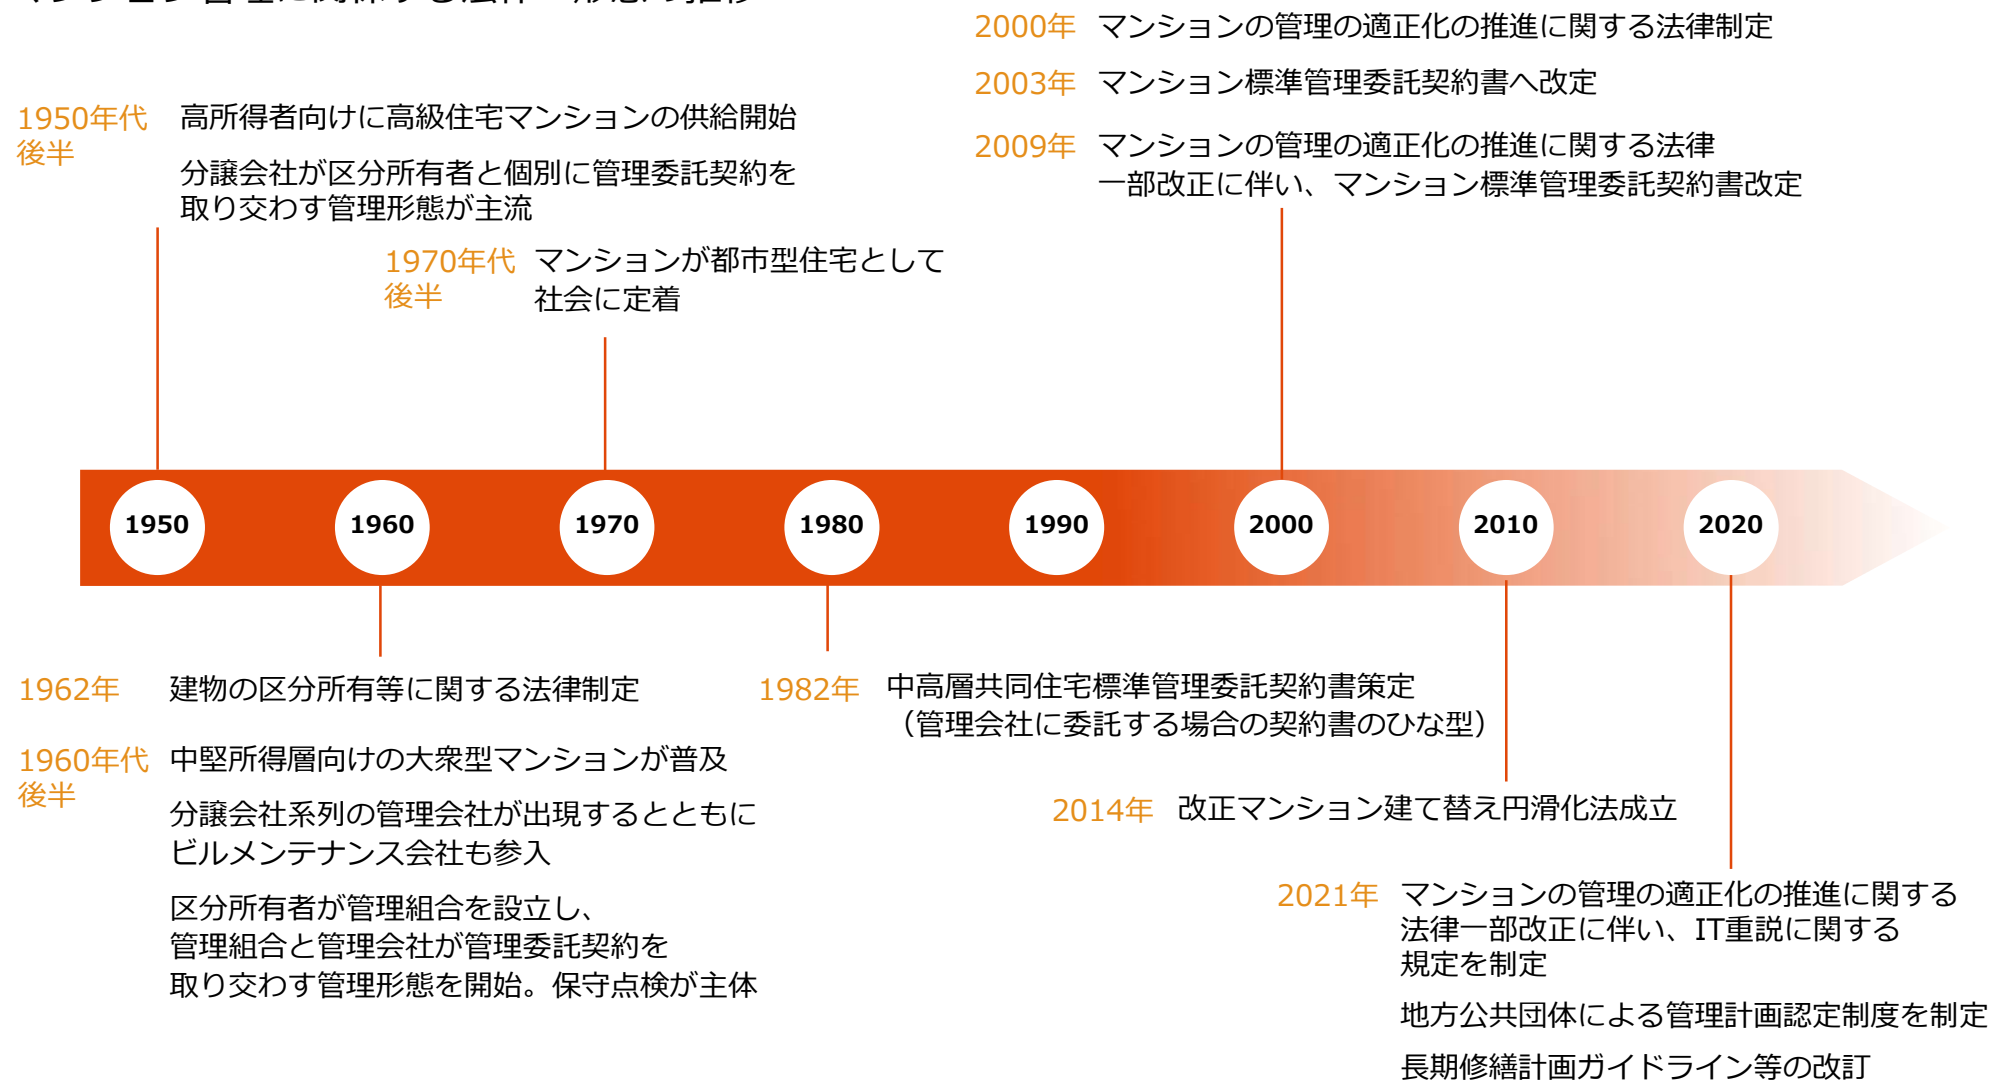 2000年 マンションの管理の適正化の推進に関する法律制定
2003年 マンション標準管理委託契約書へ改定
2009年 マンションの管理の適正化の推進に関する法律
一部改正に伴い、マンション標準管理委託契約書改定
1950年代
後半
高所得者向けに高級住宅マンションの供給開始
分譲会社が区分所有者と個別に管理委託契約を
取り交わす管理形態が主流
1970年代
後半
マンションが都市型住宅として
社会に定着
1950 1960 1970 1980 1990 2000 2010 2020
1962年 建物の区分所有等に関する法律制定
1960年代
後半
中堅所得層向けの大衆型マンションが普及
分譲会社系列の管理会社が出現するとともに
ビルメンテナンス会社も参入
区分所有者が管理組合を設立し、
管理組合と管理会社が管理委託契約を
取り交わす管理形態を開始。保守点検が主体
1982年 中高層共同住宅標準管理委託契約書策定
（管理会社に委託する場合の契約書のひな型）
2014年 改正マンション建て替え円滑化法成立
2021年 マンションの管理の適正化の推進に関する
法律一部改正に伴い、IT重説に関する
規定を制定
地方公共団体による管理計画認定制度を制定
長期修繕計画ガイドライン等の改訂